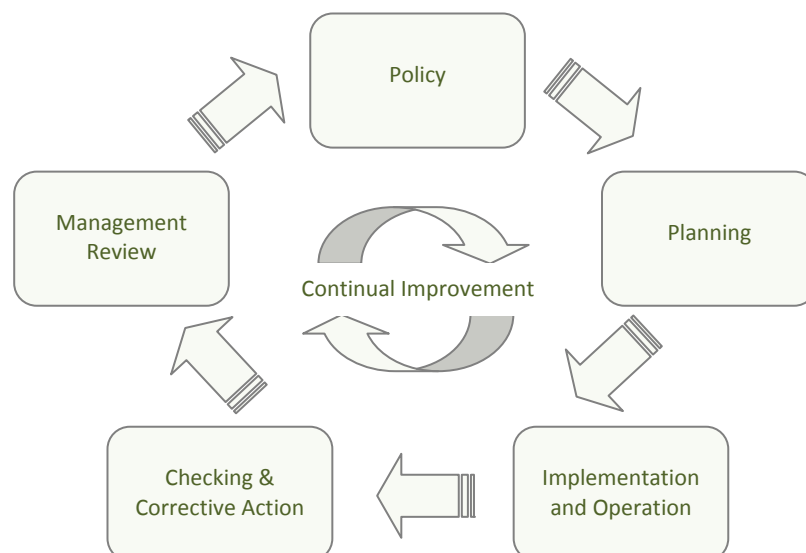 Policy
Planning
Implementation
and Operation
Checking &
Corrective Action
Management
Review
Continual Improvement